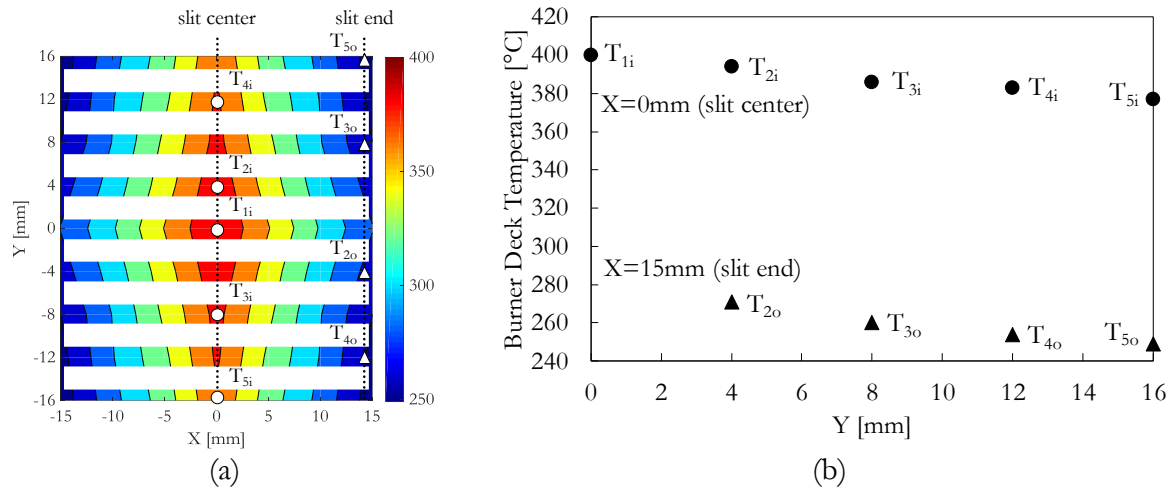 slit center
slit end
T5o
T4i
T3o
T2i
T1i
T2o
T3i
T4o
T5i
16
12
8
4
0
-4
-8
-12
-16
Y [mm]
-15
-10
-5
0
5
10
15
X [mm]
400
350
300
250
(a)
420
400
380
360
340
320
300
280
260
240
Burner Deck Temperature [°C]
T1i
T2i
T3i
T4i
T5i
X=0mm (slit center)
X=15mm (slit end)
T2o
T3o
T4o
T5o
0
2
4
6
8
10
12
14
16
Y [mm]
(b)